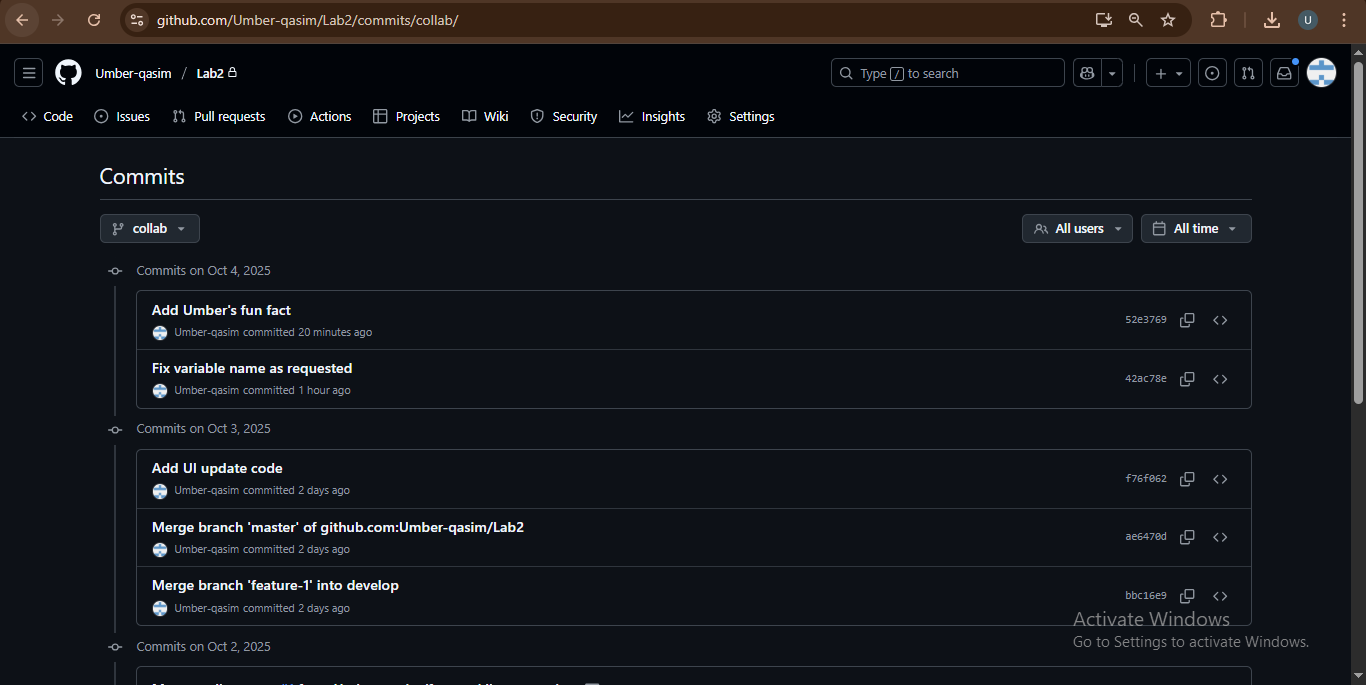 github.com/Umber-qasim/Lab2/commits/collab/
U
Umber-qasim / Lab2
Type / to search
Code Issues Pull requests Actions Projects Wiki Security Insights Settings
Commits
collab All users All time
Commits on Oct 4, 2025
Add Umber's fun fact
Umber-qasim committed 20 minutes ago
52e3769
Fix variable name as requested
Umber-qasim committed 1 hour ago
42ac78e
Commits on Oct 3, 2025
Add UI update code
Umber-qasim committed 2 days ago
f76f062
Merge branch 'master' of github.com:Umber-qasim/Lab2
Umber-qasim committed 2 days ago
ae6470d
Merge branch 'feature-1' into develop
Umber-qasim committed 2 days ago
bbc16e9
Activate Windows
Go to Settings to activate Windows.
Commits on Oct 2, 2025